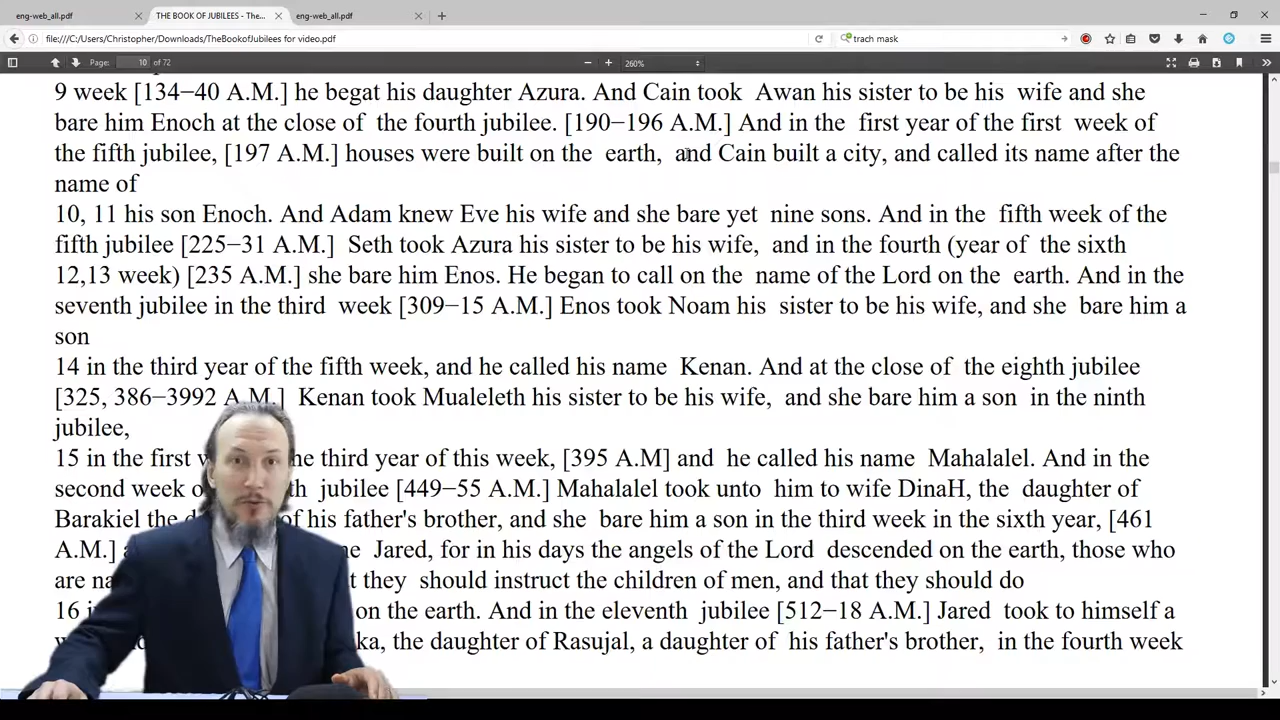 eng-web_all.pdf
THE BOOK OF JUBILEES - The...
eng-web_all.pdf
file:///C:/Users/Christopher/Downloads/TheBookofJubilees for video.pdf
trach mask
Page: 10 of 72
260%
9 week [134−40 A.M.] he begat his daughter Azura. And Cain took Awan his sister to be his wife and she
bare him Enoch at the close of the fourth jubilee. [190−196 A.M.] And in the first year of the first week of
the fifth jubilee, [197 A.M.] houses were built on the earth, and Cain built a city, and called its name after the
name of
10, 11 his son Enoch. And Adam knew Eve his wife and she bare yet nine sons. And in the fifth week of the
fifth jubilee [225−31 A.M.] Seth took Azura his sister to be his wife, and in the fourth (year of the sixth
12,13 week) [235 A.M.] she bare him Enos. He began to call on the name of the Lord on the earth. And in the
seventh jubilee in the third week [309−15 A.M.] Enos took Noam his sister to be his wife, and she bare him a
son
14 in the third year of the fifth week, and he called his name Kenan. And at the close of the eighth jubilee
[325, 386−3992 A.M.] Kenan took Mualeleth his sister to be his wife, and she bare him a son in the ninth
jubilee,
15 in the first the third year of this week, [395 A.M] and he called his name Mahalalel. And in the
second week jubilee [449−55 A.M.] Mahalalel took unto him to wife DinaH, the daughter of
Barakiel the of his father's brother, and she bare him a son in the third week in the sixth year, [461
A.M.] Jared, for in his days the angels of the Lord descended on the earth, those who
are they should instruct the children of men, and that they should do
16 on the earth. And in the eleventh jubilee [512−18 A.M.] Jared took to himself a
the daughter of Rasujal, a daughter of his father's brother, in the fourth week